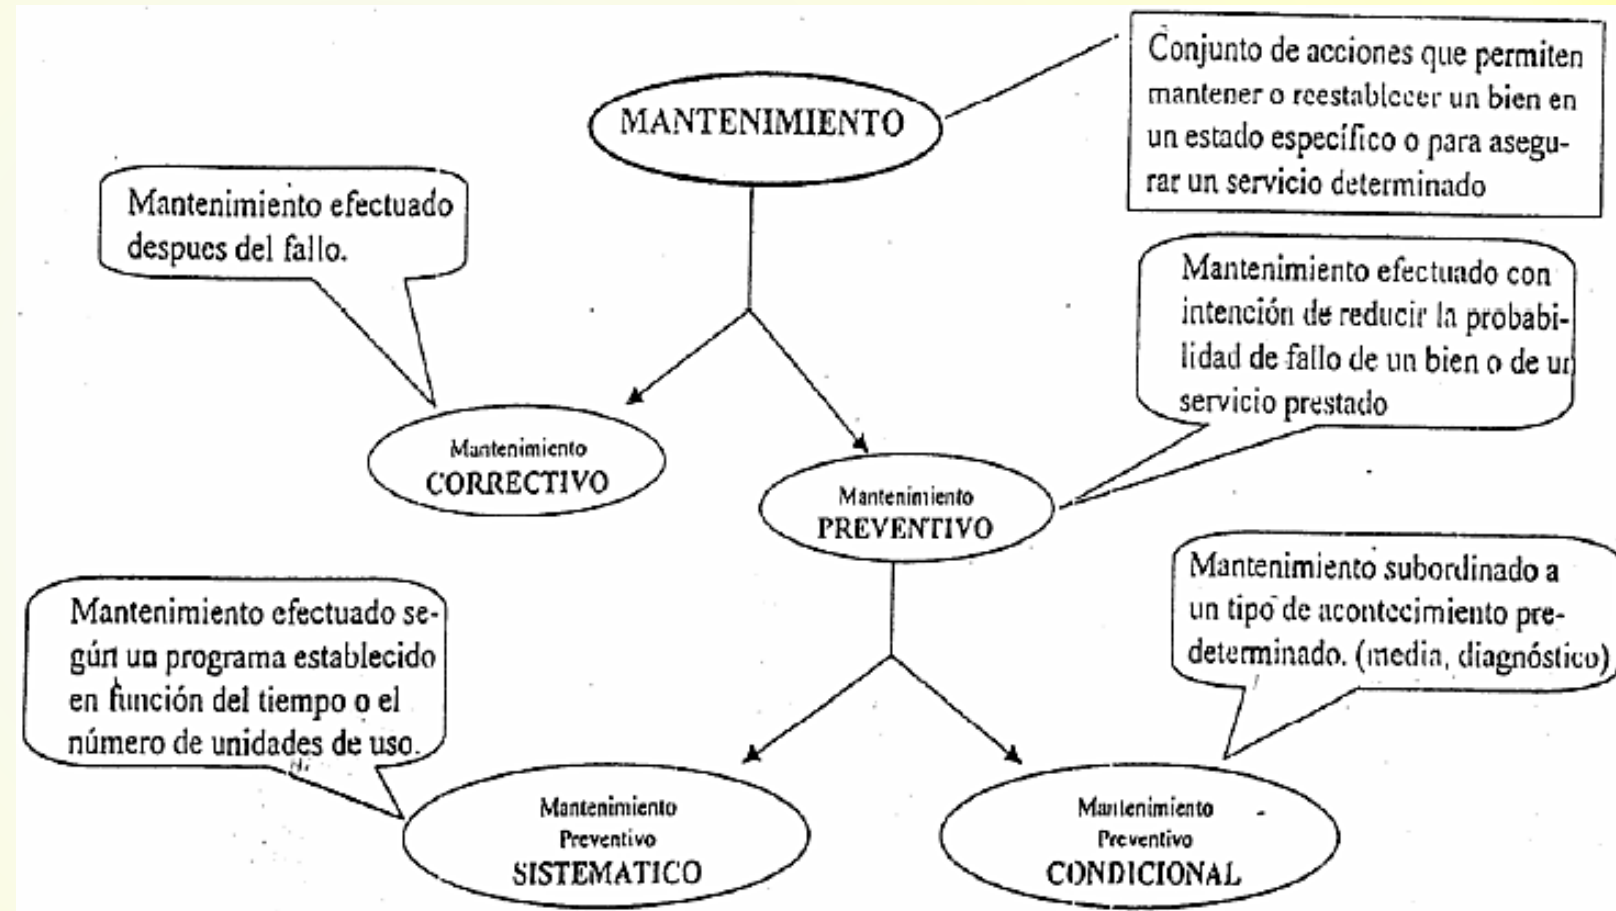 MANTENIMIENTO
Conjunto de acciones que permiten
mantener o reestablecer un bien en
un estado específico o para asegu-
rar un servicio determinado
Mantenimiento efectuado
despues del fallo.
Mantenimiento efectuado con
intención de reducir la probabi-
lidad de fallo de un bien o de un
servicio prestado
Mantenimiento
CORRECTIVO
Mantenimiento
PREVENTIVO
Mantenimiento subordinado a
un tipo de acontecimiento pre-
determinado. (media, diagnóstico)
Mantenimiento efectuado se-
gún un programa establecido
en función del tiempo o el
número de unidades de uso.
Mantenimiento
Preventivo
SISTEMATICO
Mantenimiento
Preventivo
CONDICIONAL